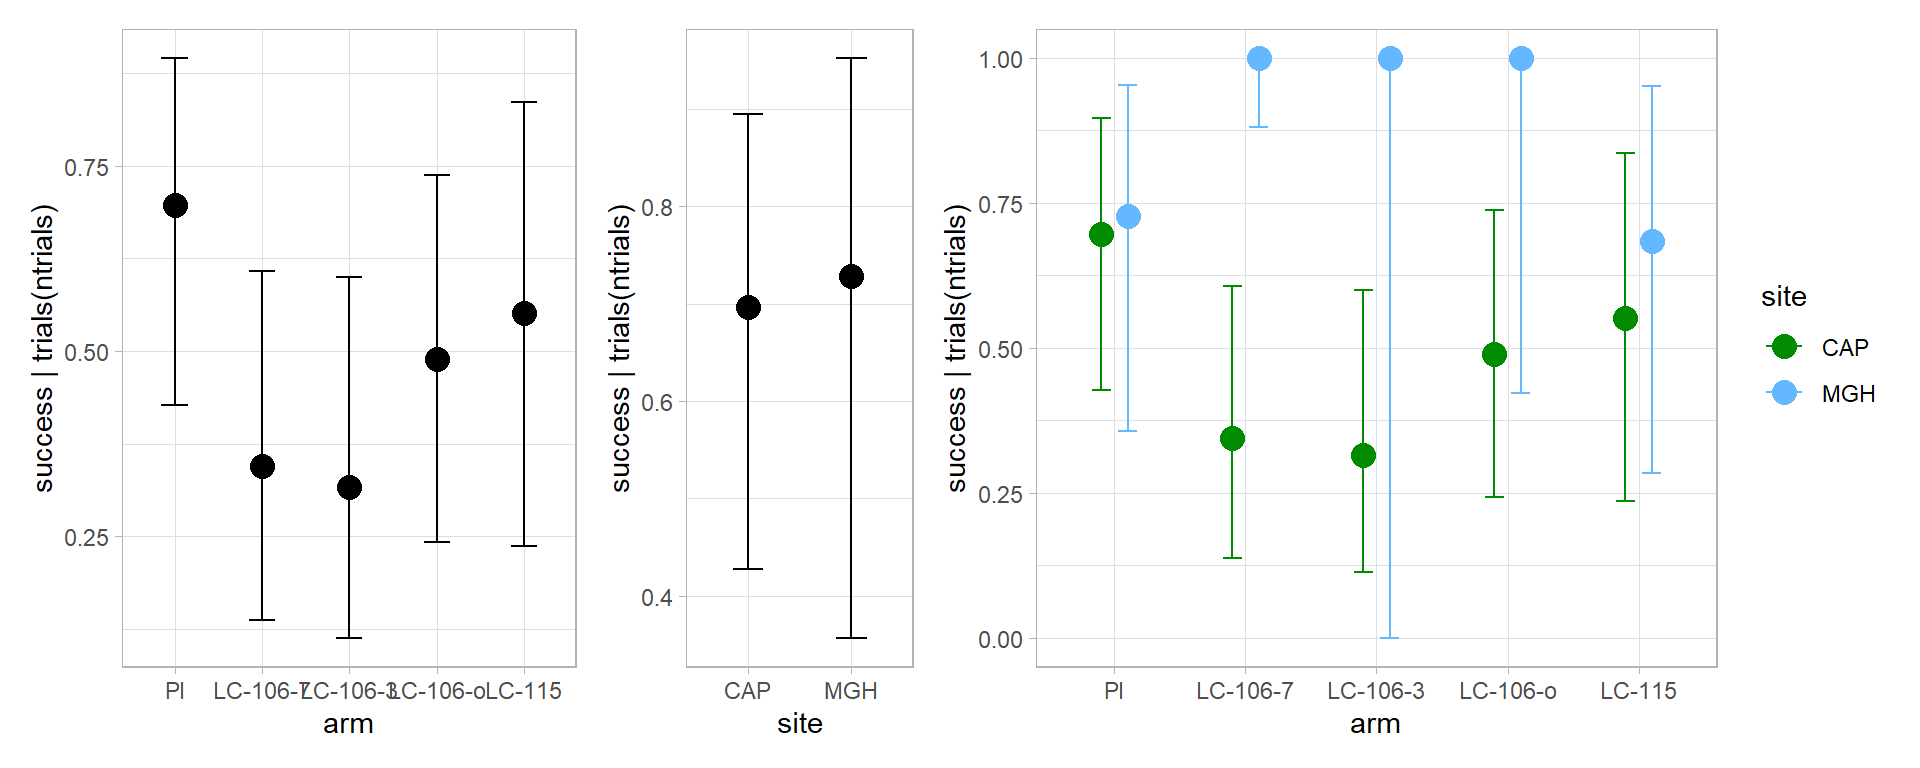 success | trials(ntrials)
0.75
0.50
0.25
PI
LC-106-7
LC-106-3
LC-106-o
LC-115
arm
success | trials(ntrials)
0.8
0.6
0.4
CAP
MGH
site
success | trials(ntrials)
1.00
0.75
0.50
0.25
0.00
PI
LC-106-7
LC-106-3
LC-106-o
LC-115
arm
site
CAP
MGH